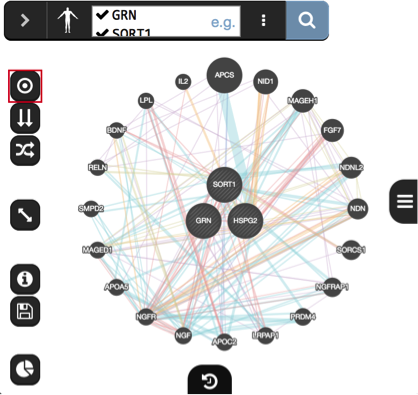 GRN
SORT1
e.g.
APCS
IL2
NID1
LPL
MAGEH1
BDNF
FGF7
RELN
NDNL2
SORT1
SMPD2
NDN
GRN
HSPG2
MAGED1
SORCS1
APOA5
NGFRAP1
NGFR
PRDM4
NGF
LRPAP1
APOC2